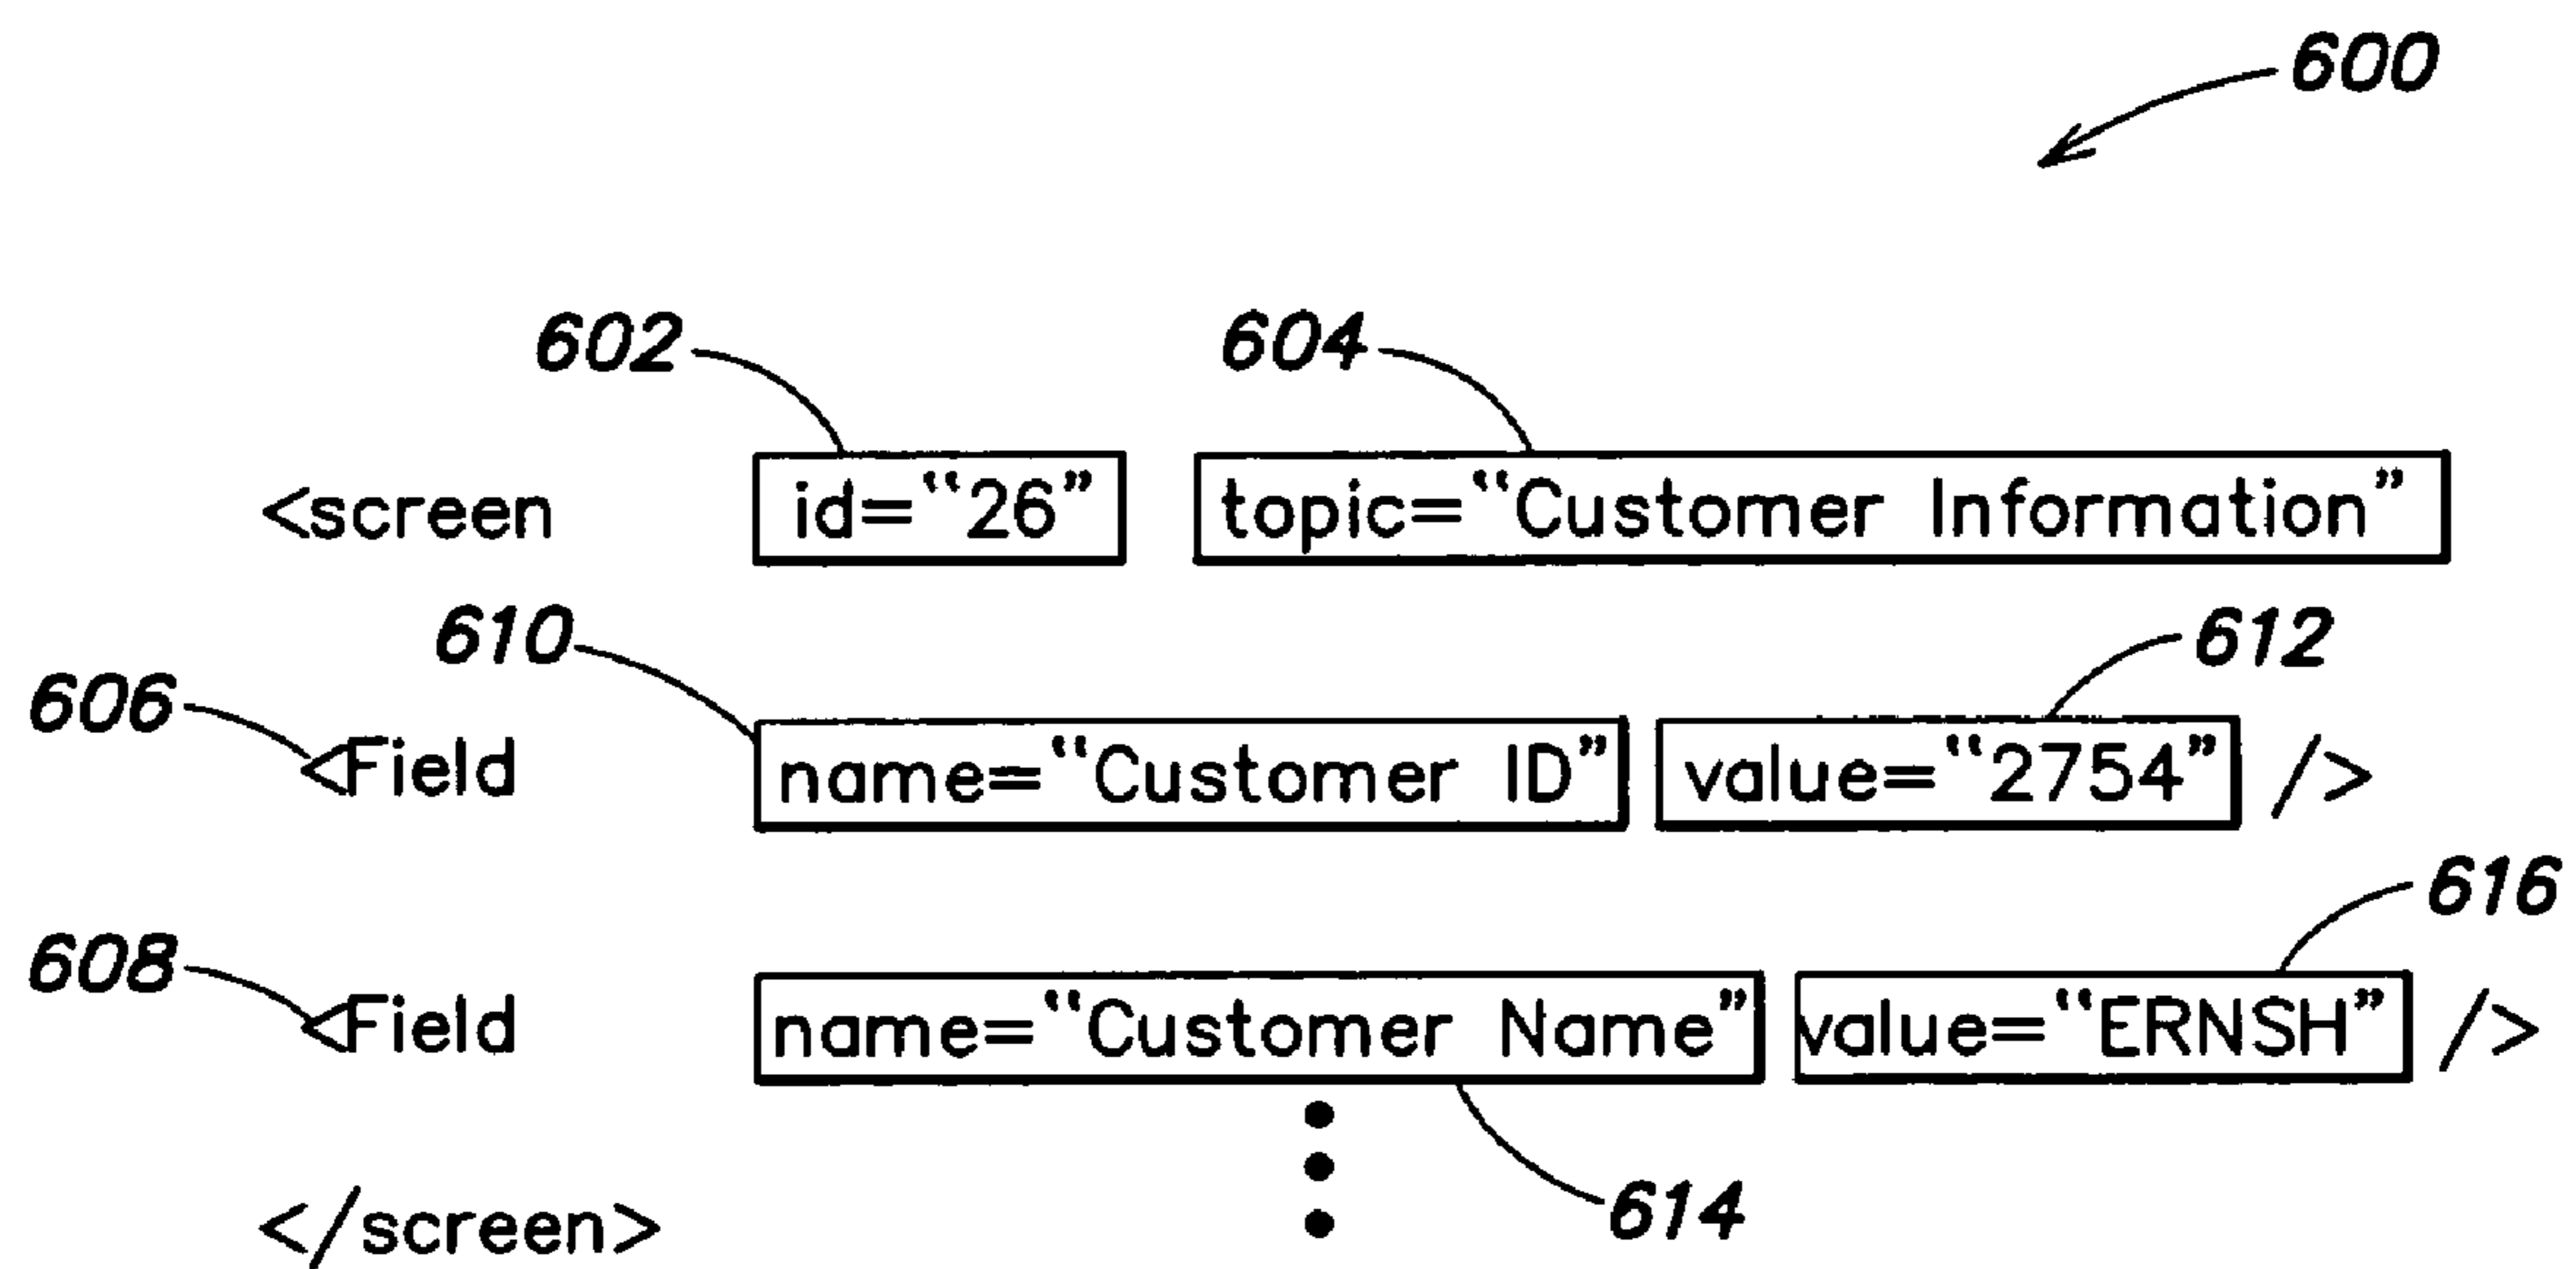 600
602 604
<screen id=“26” topic=“Customer Information”
610 612
606 <Field name=“Customer ID” value=“2754” />
616
608 <Field name=“Customer Name” value=“ERNSH” />
614
</screen>